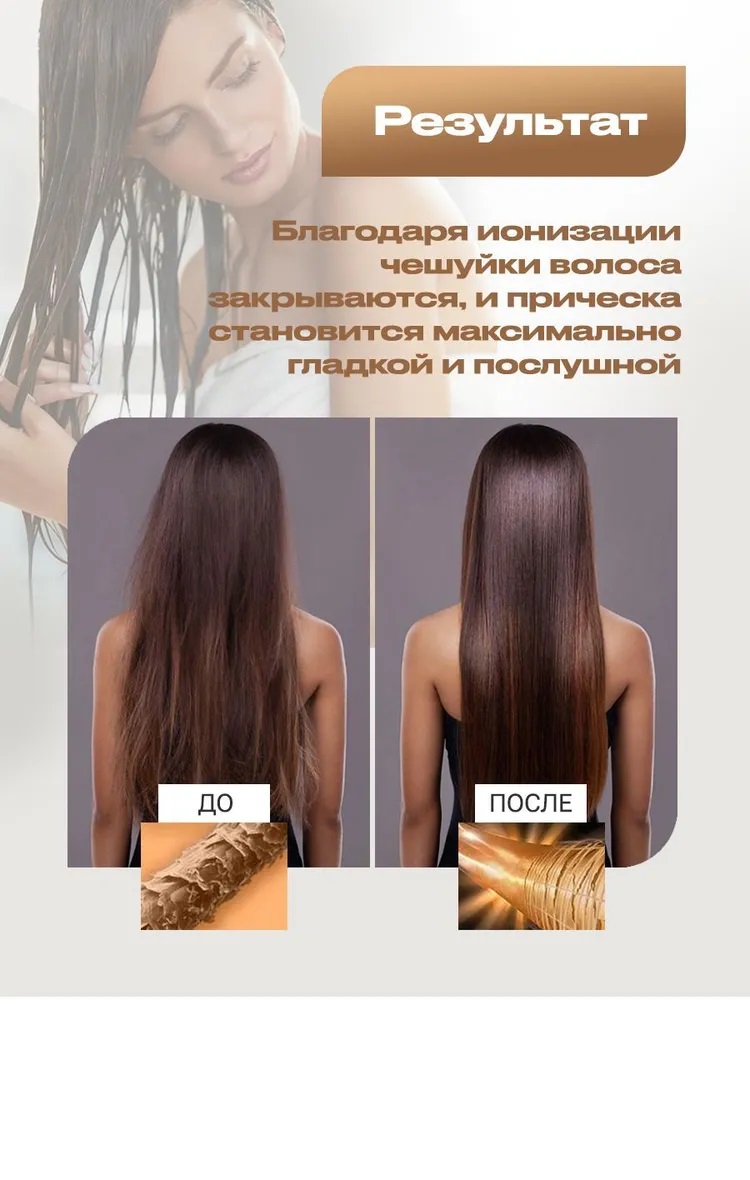 Результат
Благодаря ионизации
чешуйки волоса
закрываются, и прическа
становится максимально
гладкой и послушной
ДО
ПОСЛЕ